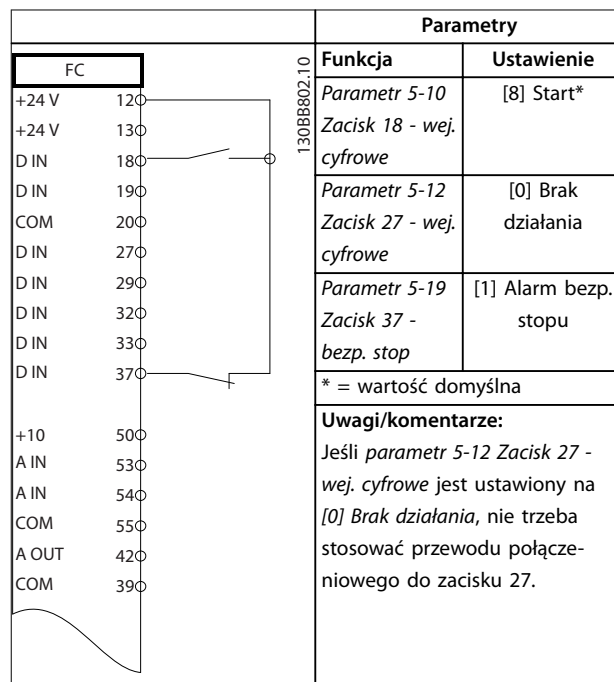 FC
+24 V 12
+24 V 13
D IN 18
D IN 19
COM 20
D IN 27
D IN 29
D IN 32
D IN 33
D IN 37
+10 50
A IN 53
A IN 54
COM 55
A OUT 42
COM 39
130BB802.10
Parametry
Funkcja Ustawienie
Parametr 5-10 [8] Start*
Zacisk 18 - wej.
cyfrowe
Parametr 5-12 [0] Brak
Zacisk 27 - wej. działania
cyfrowe
Parametr 5-19 [1] Alarm bezp.
Zacisk 37 - stopu
bezp. stop
* = wartość domyślna
Uwagi/komentarze:
Jeśli parametr 5-12 Zacisk 27 -
wej. cyfrowe jest ustawiony na
[0] Brak działania, nie trzeba
stosować przewodu połącze-
niowego do zacisku 27.